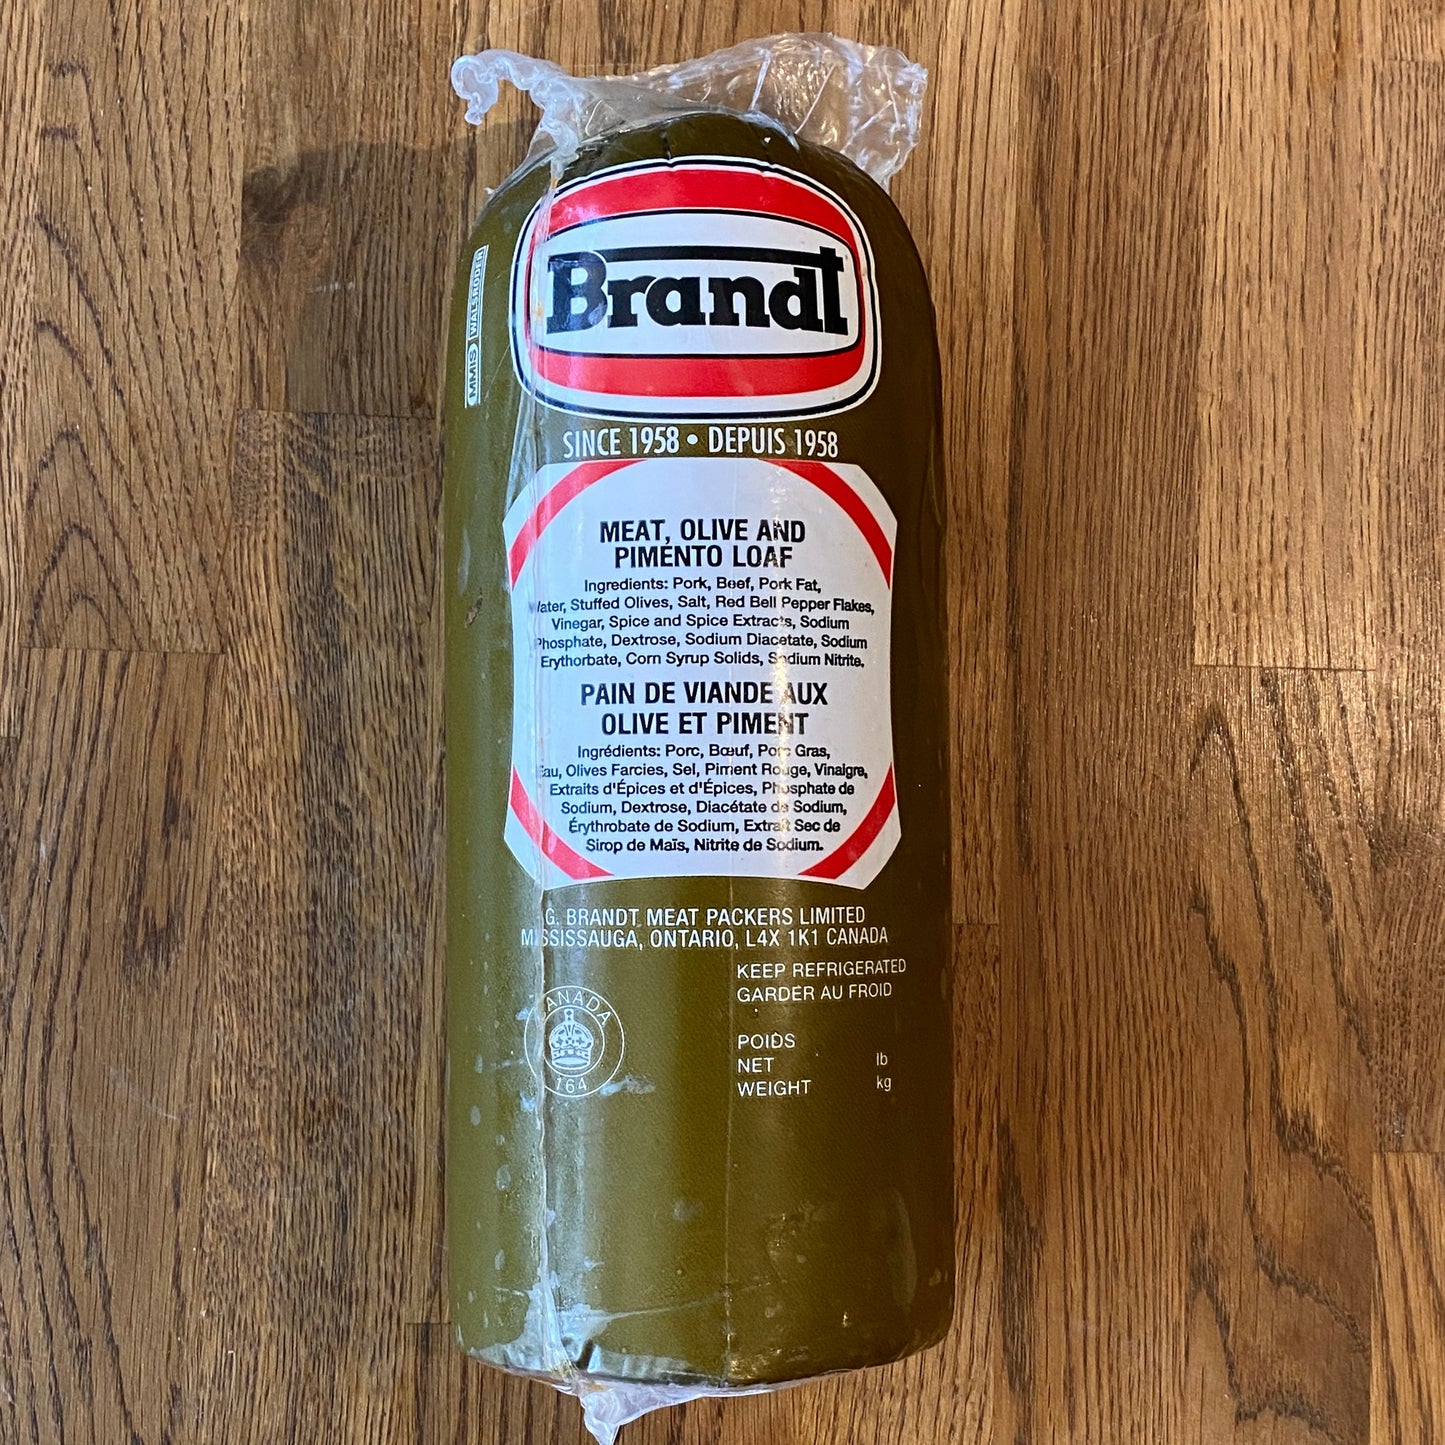 Brandt
SINCE 1958 • DEPUIS 1958
MMIS WALSRODER
MEAT, OLIVE AND
PIMENTO LOAF
Ingredients: Pork, Beef, Pork Fat,
Water, Stuffed Olives, Salt, Red Bell Pepper Flakes,
Vinegar, Spice and Spice Extracts, Sodium
Phosphate, Dextrose, Sodium Diacetate, Sodium
Erythorbate, Corn Syrup Solids, Sodium Nitrite,
PAIN DE VIANDE AUX
OLIVE ET PIMENT
Ingrédients: Porc, Bœuf, Porc Gras,
Eau, Olives Farcies, Sel, Piment Rouge, Vinaigre,
Extraits d'Épices et d'Épices, Phosphate de
Sodium, Dextrose, Diacétate de Sodium,
Érythrobate de Sodium, Extrait Sec de
Sirop de Maïs, Nitrite de Sodium.
G. BRANDT MEAT PACKERS LIMITED
MISSISSAUGA, ONTARIO, L4X 1K1 CANADA
KEEP REFRIGERATED
GARDER AU FROID
CANADA
164
POIDS
NET lb
WEIGHT kg